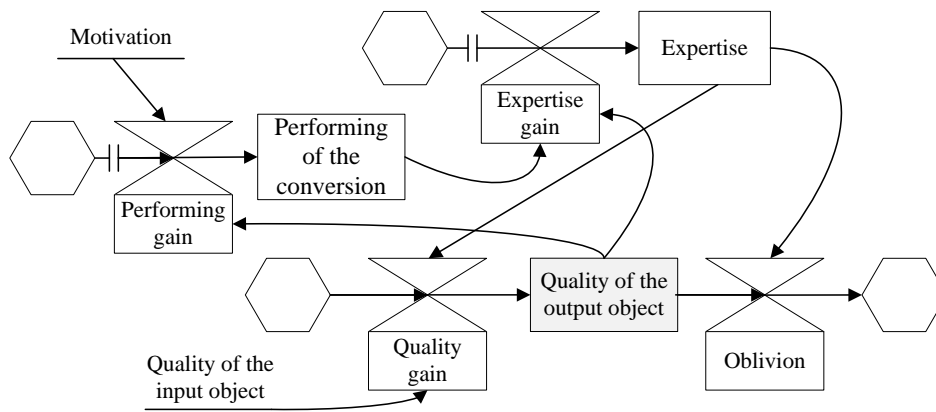 Motivation
Expertise
Expertise
gain
Performing
of the
conversion
Performing
gain
Quality of the
output object
Quality
gain
Oblivion
Quality of the
input object